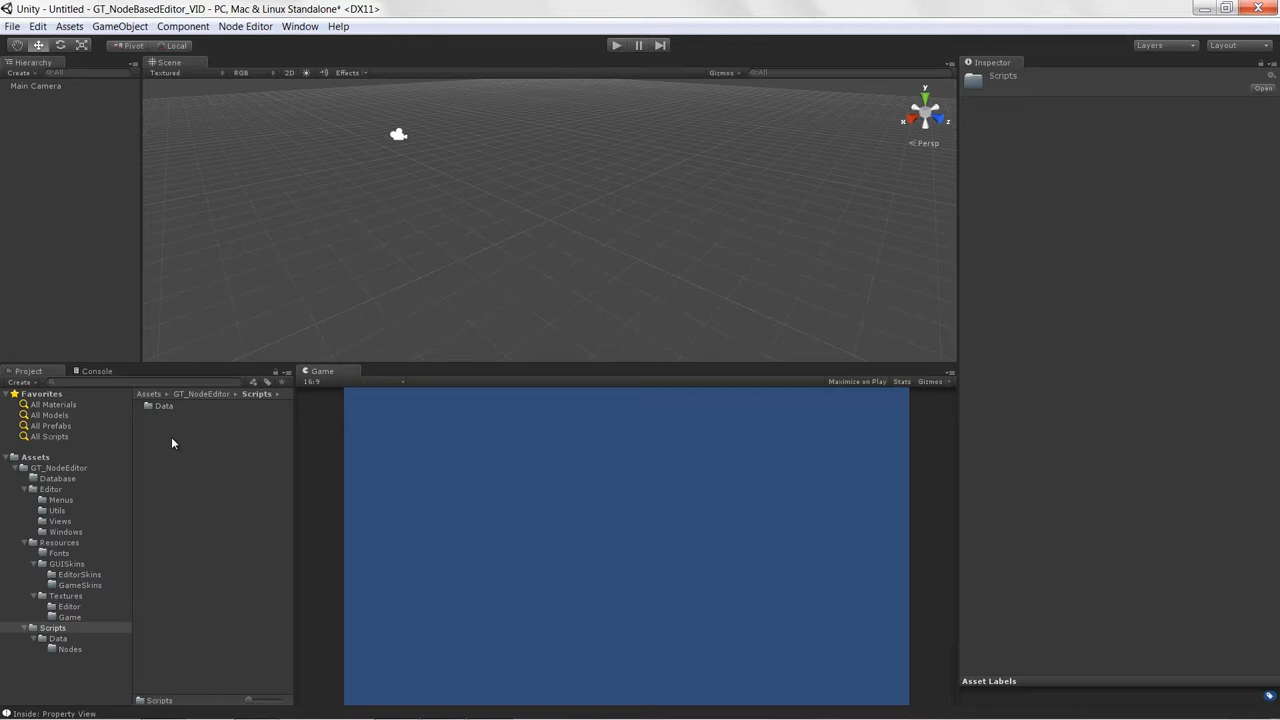 Unity - Untitled - GT_NodeBasedEditor_VID - PC, Mac & Linux Standalone* <DX11>
File Edit Assets GameObject Component Node Editor Window Help
Pivot Local Layers Layout
Hierarchy Scene Inspector
Create All Textured RGB 2D Effects Gizmos All Scripts
Main Camera Open
y
x z
< Persp
Project Console Game
Create 16:9 Maximize on Play Stats Gizmos
Favorites Assets GT_NodeEditor Scripts
All Materials Data
All Models
All Prefabs
All Scripts
Assets
GT_NodeEditor
Database
Editor
Menus
Utils
Views
Windows
Resources
Fonts
GUISkins
EditorSkins
GameSkins
Textures
Editor
Game
Scripts
Data
Nodes
Asset Labels
Scripts
Inside: Property View